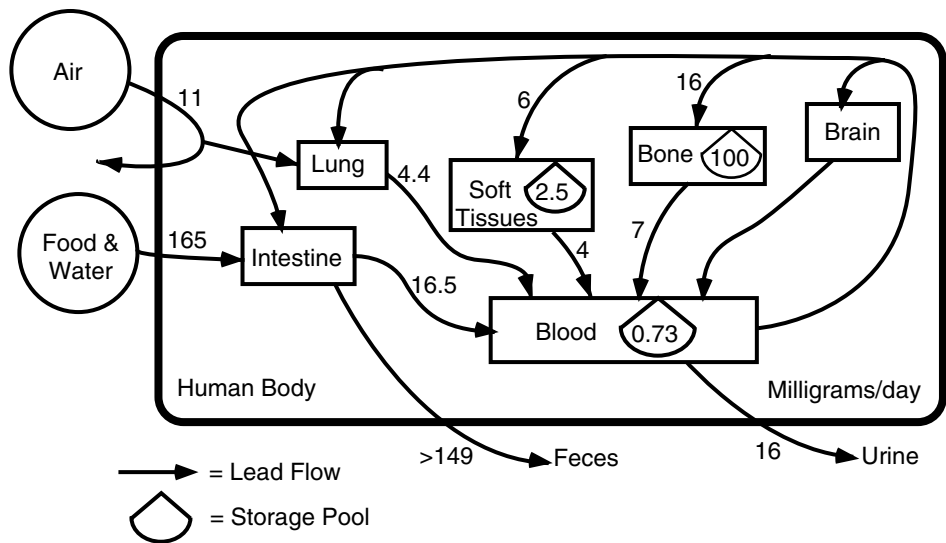 Air
11
Lung
4.4
6
Soft
Tissues
2.5
4
16
Bone
100
7
Brain
Food &
Water
165
Intestine
16.5
Blood
0.73
Human Body
Milligrams/day
>149
Feces
16
Urine
= Lead Flow
= Storage Pool